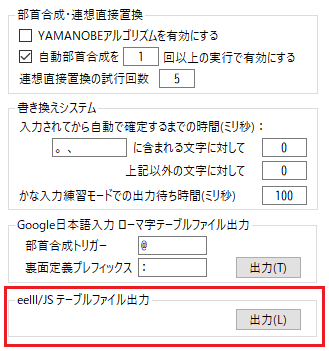 部首合成・連想直接置換
YAMANOBEアルゴリズムを有効にする
自動部首合成を 1 回以上の実行で有効にする
連想直接置換の試行回数 5
書き換えシステム
入力されてから自動で確定するまでの時間(ミリ秒)：
。、 に含まれる文字に対して 0
上記以外の文字に対して 0
かな入力練習モードでの出力待ち時間(ミリ秒) 100
Google日本語入力 ローマ字テーブルファイル出力
部首合成トリガー @
裏面定義プレフィックス : 出力(T)
eelll/JS テーブルファイル出力
出力(L)